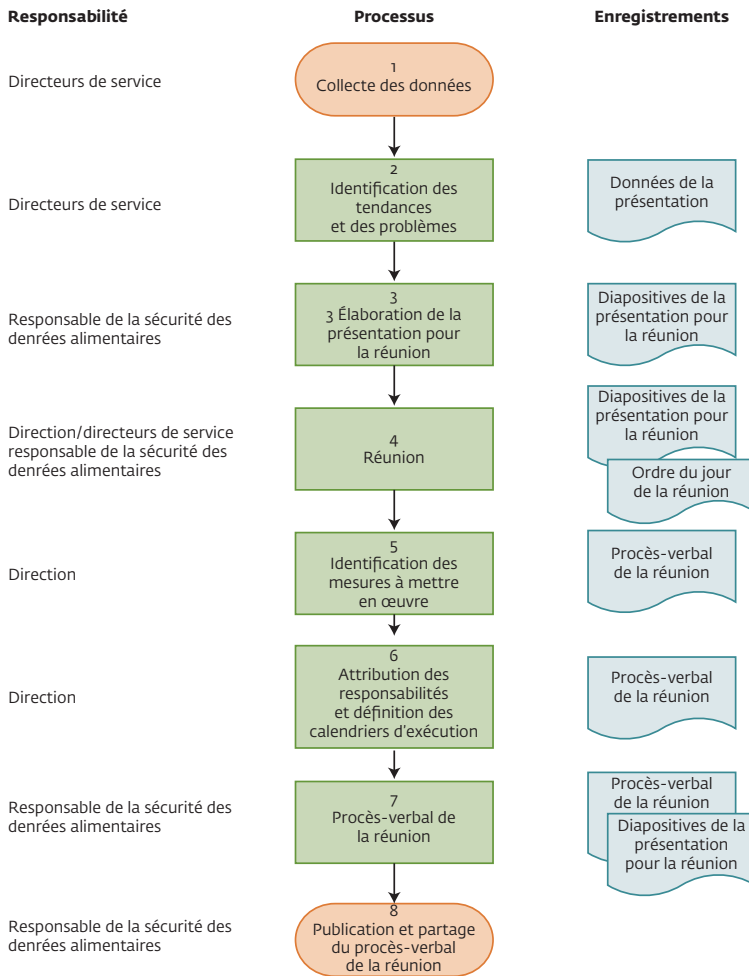 Responsabilité
Processus
Enregistrements
Directeurs de service
1
Collecte des données
Directeurs de service
2
Identification des
tendances
et des problèmes
Données de la
présentation
Responsable de la sécurité des
denrées alimentaires
3
3 Élaboration de la
présentation pour
la réunion
Diapositives de la
présentation pour
la réunion
Direction/directeurs de service
responsable de la sécurité des
denrées alimentaires
4
Réunion
Diapositives de la
présentation pour
la réunion
Ordre du jour
de la réunion
Direction
5
Identification des
mesures à mettre
en œuvre
Procès-verbal
de la réunion
Direction
6
Attribution des
responsabilités
et définition des
calendriers d’exécution
Procès-verbal
de la réunion
Responsable de la sécurité des
denrées alimentaires
7
Procès-verbal de
la réunion
Procès-verbal
de la réunion
Diapositives de la
présentation
pour la réunion
Responsable de la sécurité des
denrées alimentaires
8
Publication et partage
du procès-verbal
de la réunion